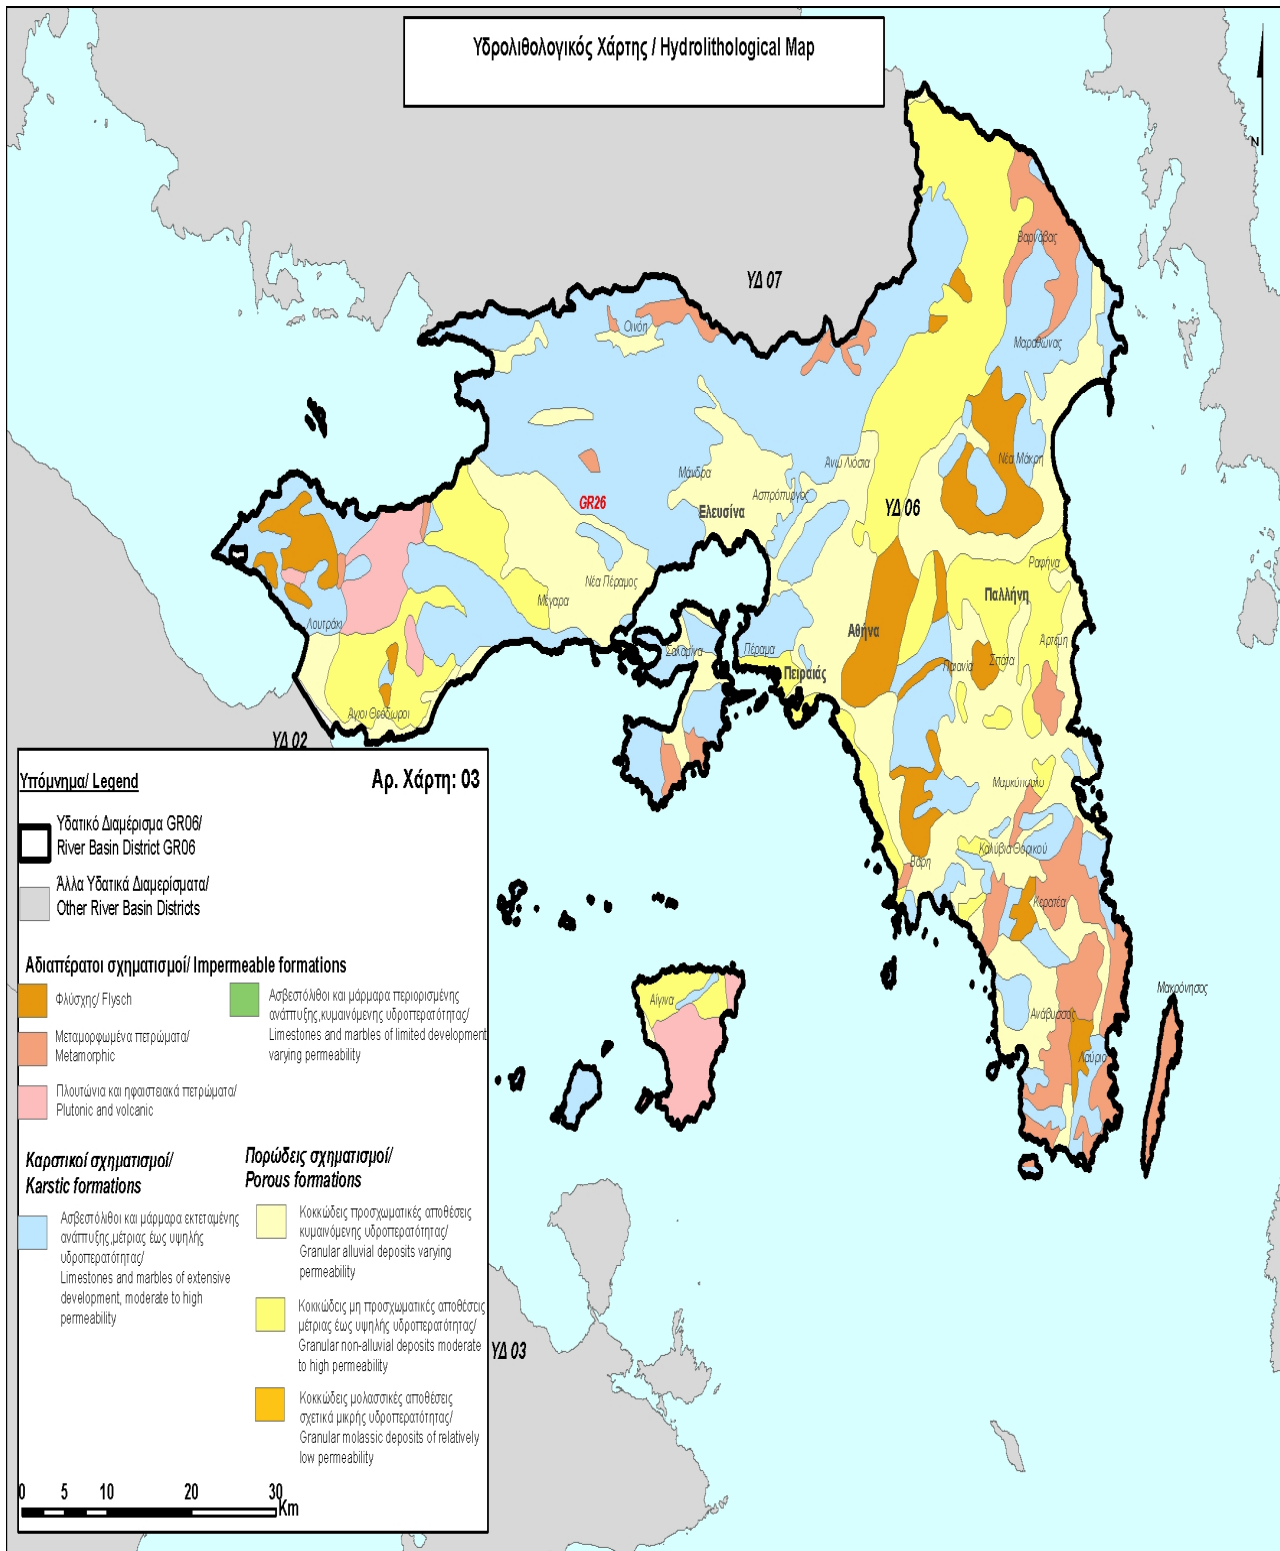 Υδρολιθολογικός Χάρτης / Hydrolithological Map
N
ΥΔ 07
Βαρνάβας
Οινόη
Μαραθώνας
Μάνδρα
Άνω Λιόσια
Νέα Μάκρη
Ασπρόπυργος
GR26
Ελευσίνα
ΥΔ 06
Ραφήνα
Νέα Πέραμος
Παλλήνη
Μέγαρα
Λουτράκι
Αθήνα
Αρτέμη
Σαλαμίνα
Πέραμα
Παιανία
Σπάτα
Πειραιάς
Άγιοι Θεόδωροι
ΥΔ 02
Μαρκόπουλο
Καλύβια Θορικού
Βάρη
Κερατέα
Μακρόνησος
Αίγινα
Ανάβυσσος
Λαύριο
ΥΔ 03
Υπόμνημα/ Legend
Αρ. Χάρτη: 03
Υδατικό Διαμέρισμα GR06/
River Basin District GR06
Άλλα Υδατικά Διαμερίσματα/
Other River Basin Districts
Αδιαπέρατοι σχηματισμοί/ Impermeable formations
Φλύσχης/ Flysch
Μεταμορφωμένα πετρώματα/
Metamorphic
Πλουτώνια και ηφαιστειακά πετρώματα/
Plutonic and volcanic
Ασβεστόλιθοι και μάρμαρα περιορισμένης
ανάπτυξης,κυμαινόμενης υδροπερατότητας/
Limestones and marbles of limited development
varying permeability
Καρστικοί σχηματισμοί/
Karstic formations
Ασβεστόλιθοι και μάρμαρα εκτεταμένης
ανάπτυξης,μέτριας έως υψηλής
υδροπερατότητας/
Limestones and marbles of extensive
development, moderate to high
permeability
Πορώδεις σχηματισμοί/
Porous formations
Κοκκώδεις προσχωματικές αποθέσεις
κυμαινόμενης υδροπερατότητας/
Granular alluvial deposits varying
permeability
Κοκκώδεις μη προσχωματικές αποθέσεις
μέτριας έως υψηλής υδροπερατότητας/
Granular non-alluvial deposits moderate
to high permeability
Κοκκώδεις μολασσικές αποθέσεις
σχετικά μικρής υδροπερατότητας/
Granular molassic deposits of relatively
low permeability
0 5 10 20 30
Km